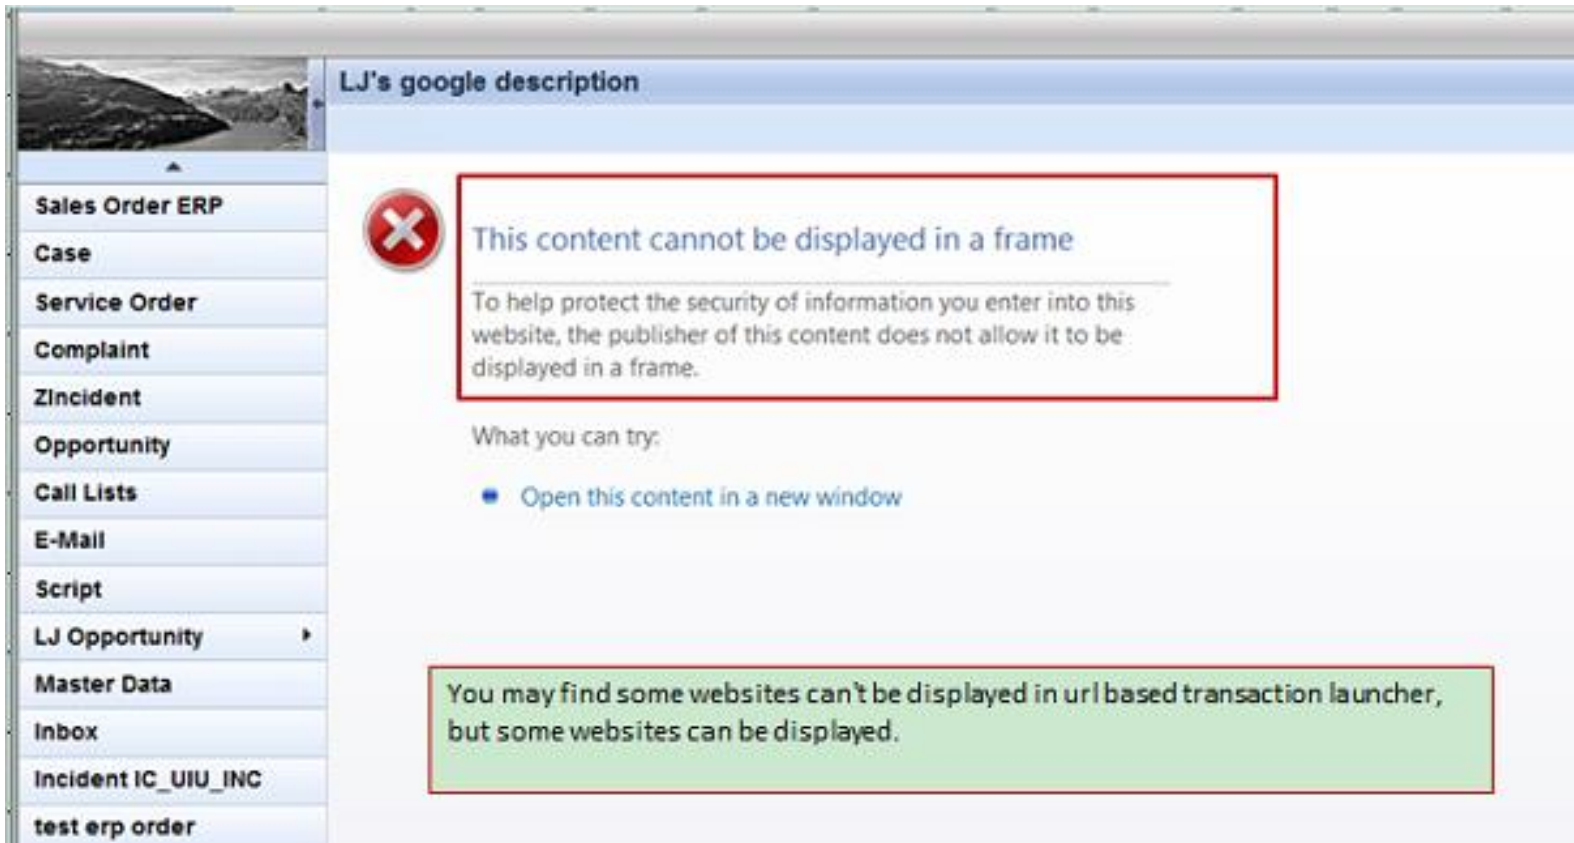 LJ's google description
Sales Order ERP
Case
Service Order
Complaint
ZIncident
Opportunity
Call Lists
E-Mail
Script
LJ Opportunity
Master Data
Inbox
Incident IC_UIU_INC
test erp order
This content cannot be displayed in a frame
To help protect the security of information you enter into this
website, the publisher of this content does not allow it to be
displayed in a frame.
What you can try:
Open this content in a new window
You may find some websites can't be displayed in url based transaction launcher,
but some websites can be displayed.